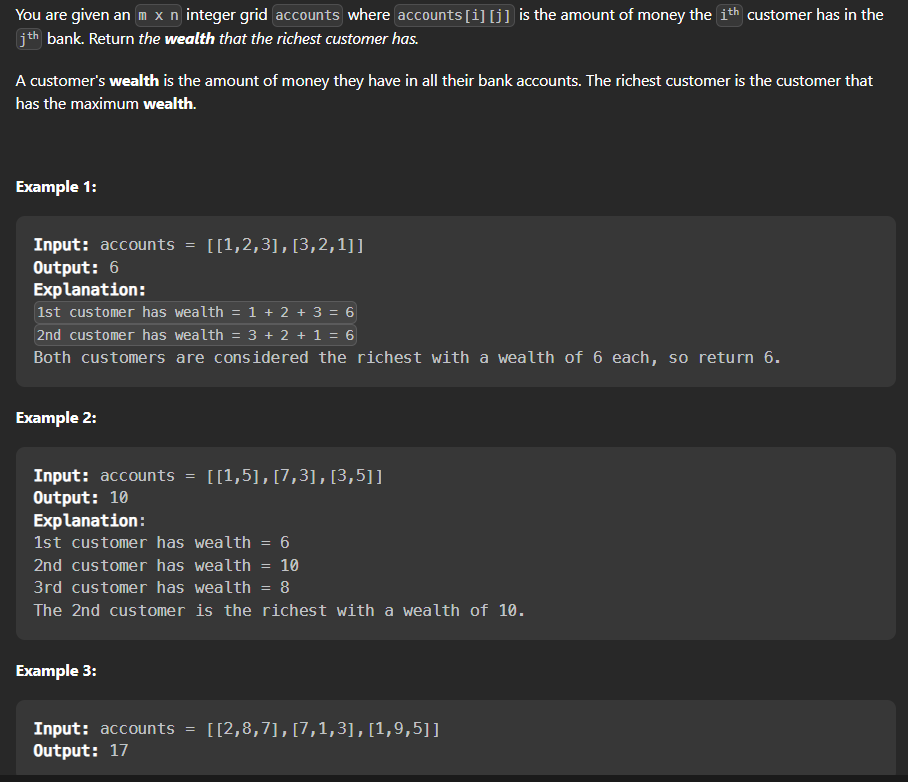 You are given an m x n integer grid accounts where accounts[i][j] is the amount of money the ith customer has in the
jth bank. Return the wealth that the richest customer has.
A customer's wealth is the amount of money they have in all their bank accounts. The richest customer is the customer that
has the maximum wealth.
Example 1:
Input: accounts = [[1,2,3],[3,2,1]]
Output: 6
Explanation:
1st customer has wealth = 1 + 2 + 3 = 6
2nd customer has wealth = 3 + 2 + 1 = 6
Both customers are considered the richest with a wealth of 6 each, so return 6.
Example 2:
Input: accounts = [[1,5],[7,3],[3,5]]
Output: 10
Explanation:
1st customer has wealth = 6
2nd customer has wealth = 10
3rd customer has wealth = 8
The 2nd customer is the richest with a wealth of 10.
Example 3:
Input: accounts = [[2,8,7],[7,1,3],[1,9,5]]
Output: 17